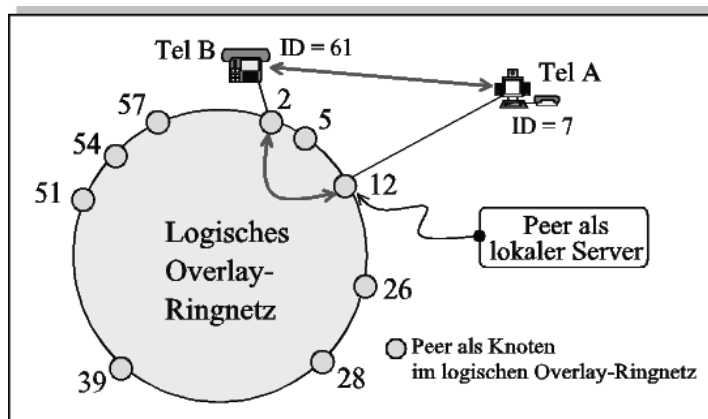 Tel B
ID = 61
Tel A
ID = 7
57
2
5
54
12
51
Peer als
lokaler Server
Logisches
Overlay-
Ringnetz
26
Peer als Knoten
im logischen Overlay-Ringnetz
39
28